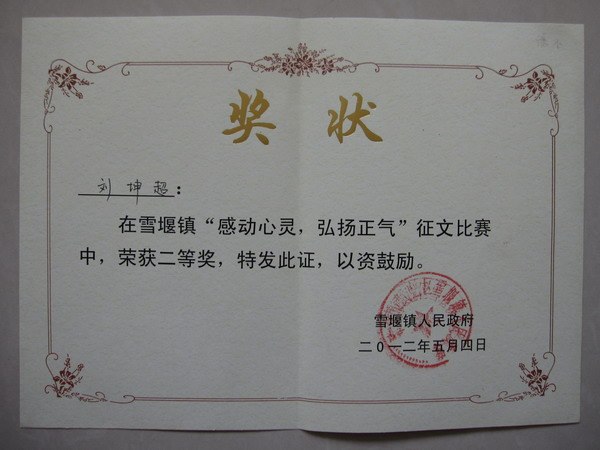 奖 状
刘坤超：
在雪堰镇“感动心灵，弘扬正气”征文比赛
中，荣获二等奖，特发此证，以资鼓励。
雪堰镇人民政府
二0一二年五月四日